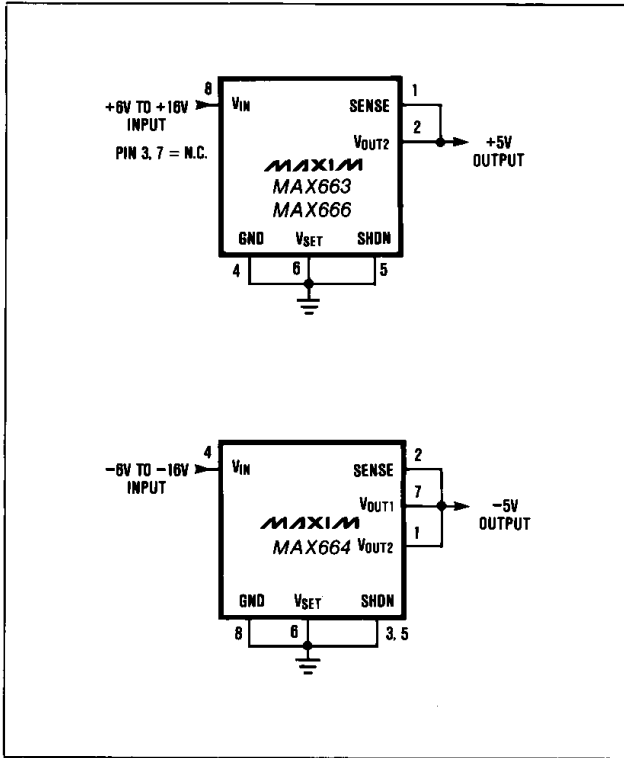 8
1
+6V TO +16V
INPUT
VIN
SENSE
2
VOUT2
+5V
OUTPUT
PIN 3, 7 = N.C.
MAXIM
MAX663
MAX666
GND VSET SHDN
4 6 5
4
2
-6V TO -16V
INPUT
VIN
SENSE
7
VOUT1
-5V
OUTPUT
MAXIM
1
MAX664 VOUT2
GND VSET SHDN
8 6 3, 5